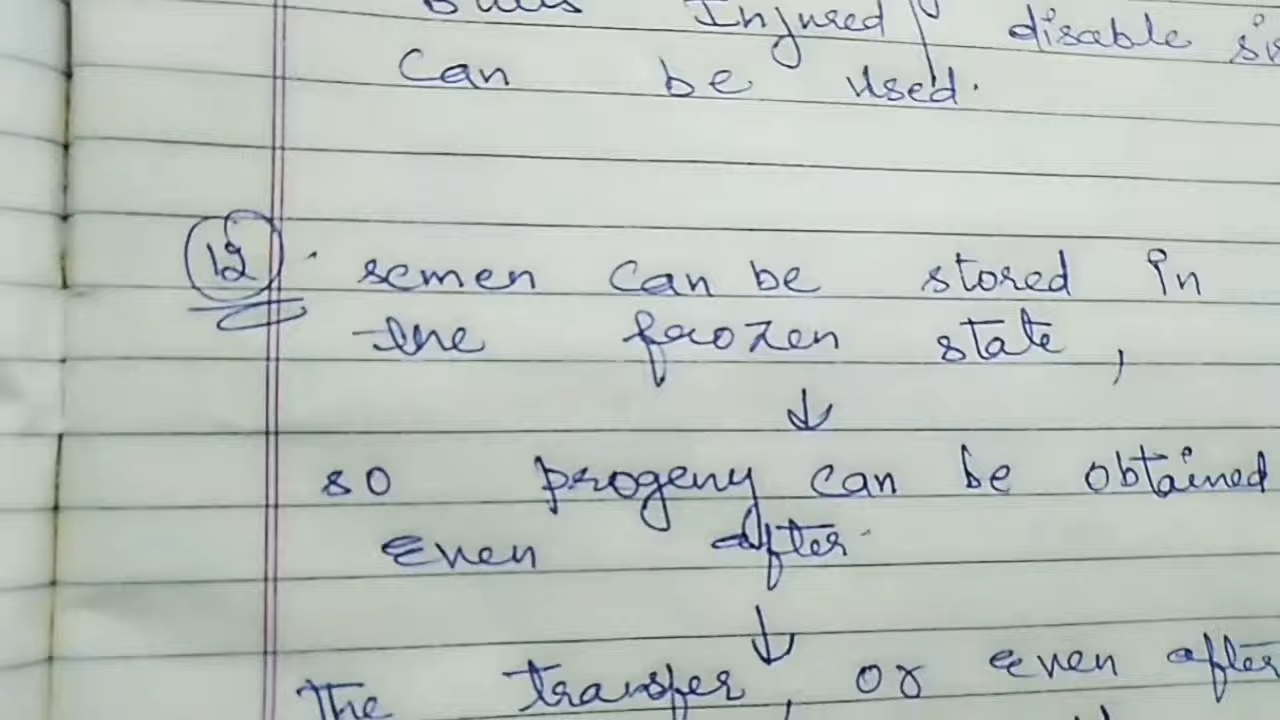 Injured / disable
Can be used.
12. semen can be stored in
the frozen state,
↓
so progeny can be obtained
even after
↓
The transfer, or even after